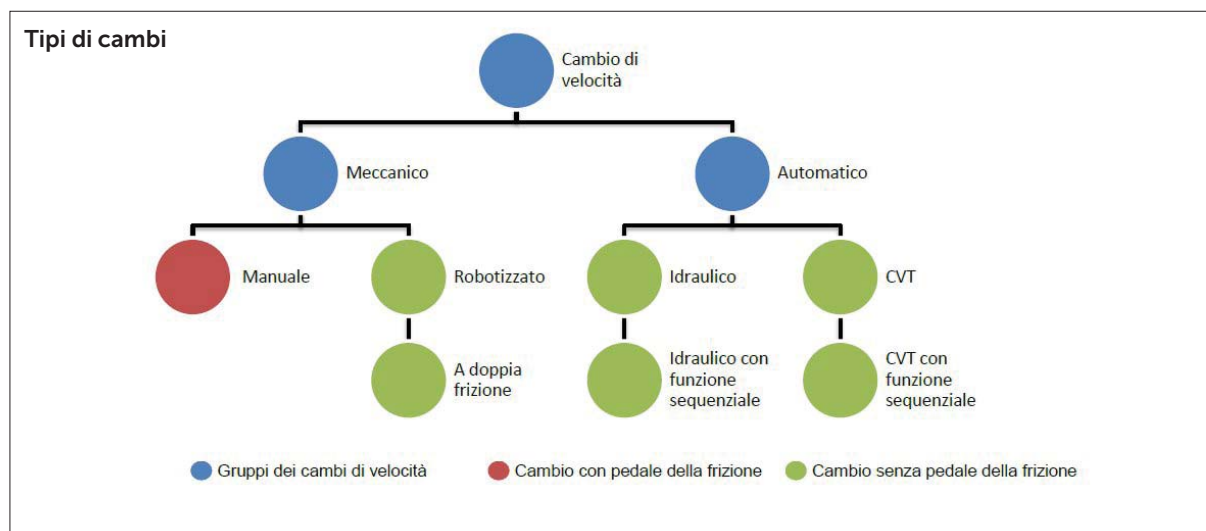 Tipi di cambi
Cambio di
velocità
Meccanico
Automatico
Manuale
Robotizzato
Idraulico
CVT
A doppia
frizione
Idraulico con
funzione
sequenziale
CVT con
funzione
sequenziale
Gruppi dei cambi di velocità
Cambio con pedale della frizione
Cambio senza pedale della frizione